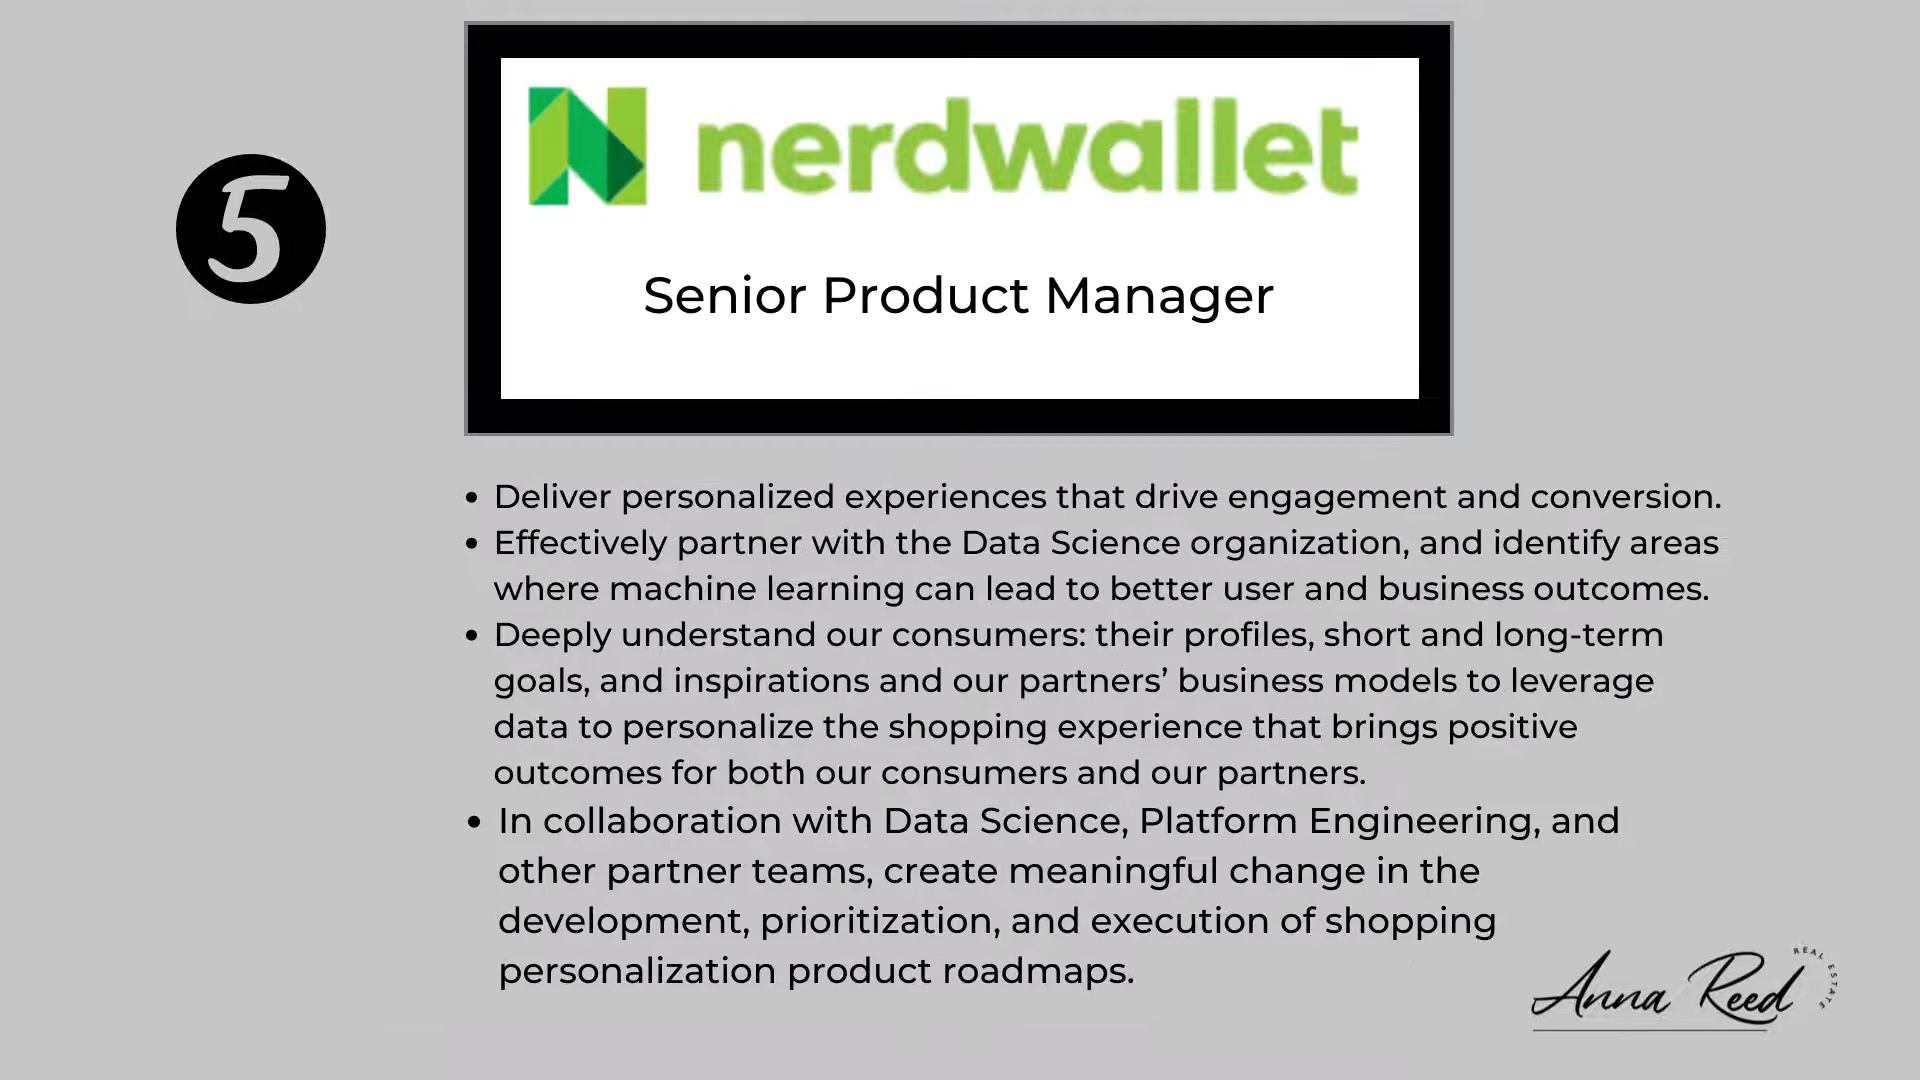 5
nerdwallet
Senior Product Manager
• Deliver personalized experiences that drive engagement and conversion.
• Effectively partner with the Data Science organization, and identify areas
where machine learning can lead to better user and business outcomes.
• Deeply understand our consumers: their profiles, short and long-term
goals, and inspirations and our partners’ business models to leverage
data to personalize the shopping experience that brings positive
outcomes for both our consumers and our partners.
• In collaboration with Data Science, Platform Engineering, and
other partner teams, create meaningful change in the
development, prioritization, and execution of shopping
personalization product roadmaps.
Anna Reed
REAL ESTATE